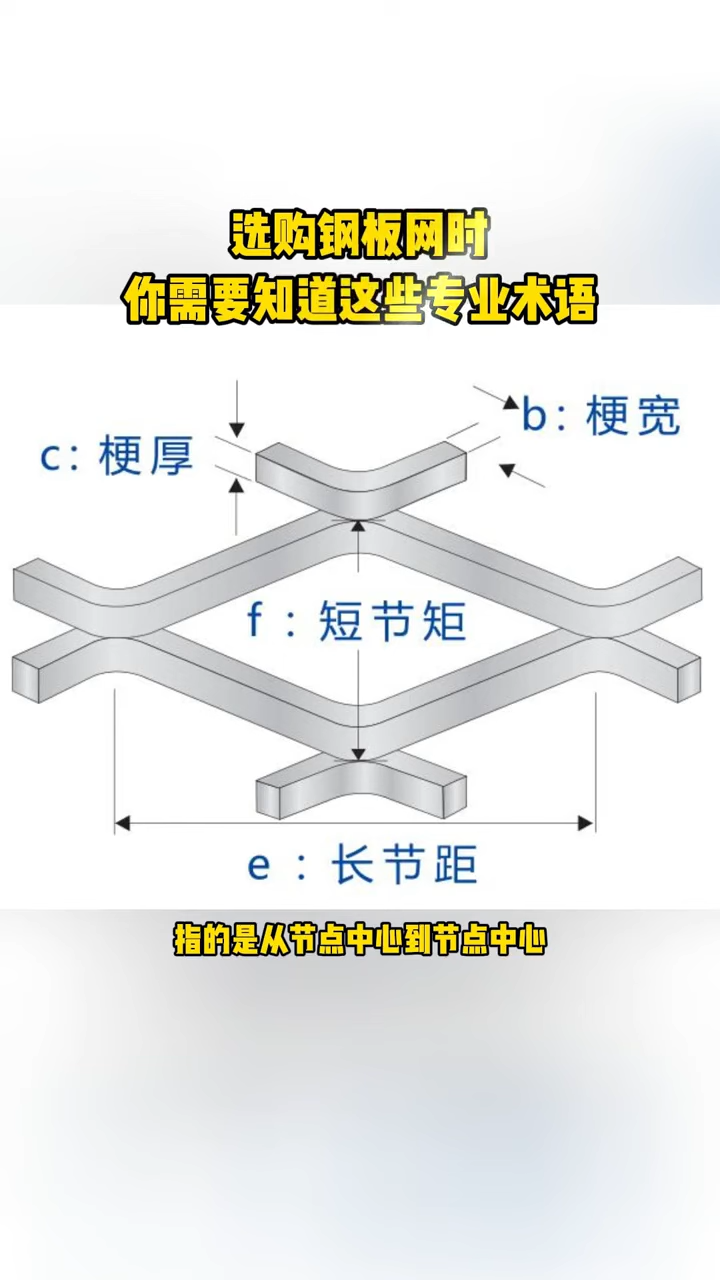 选购钢板网时
你需要知道这些专业术语
c：梗厚
b：梗宽
f：短节矩
e：长节距
指的是从节点中心到节点中心